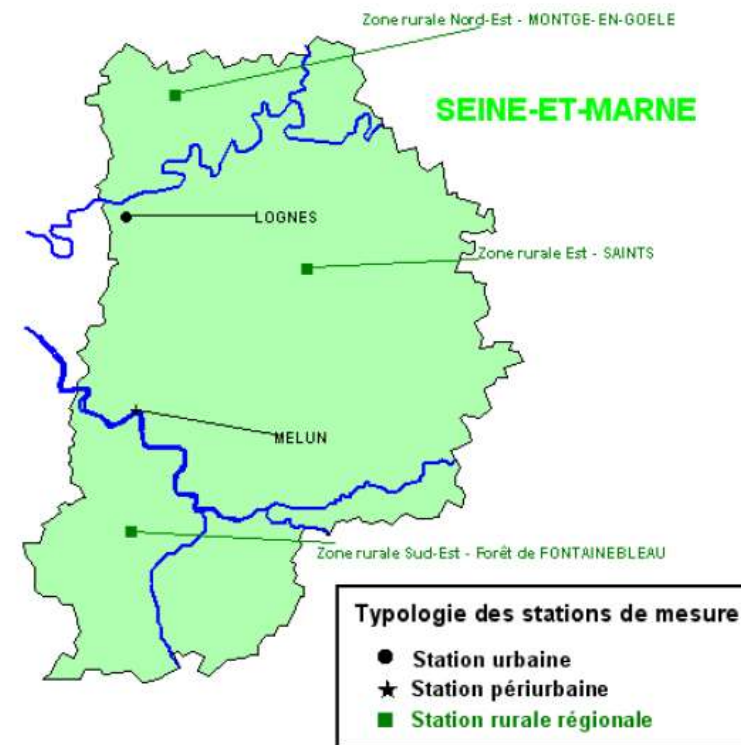 Zone rurale Nord-Est - MONTGE-EN-GOELE
SEINE-ET-MARNE
LOGNES
Zone rurale Est - SAINTS
MELUN
Zone rurale Sud-Est - Forêt de FONTAINEBLEAU
Typologie des stations de mesure
Station urbaine
Station périurbaine
Station rurale régionale